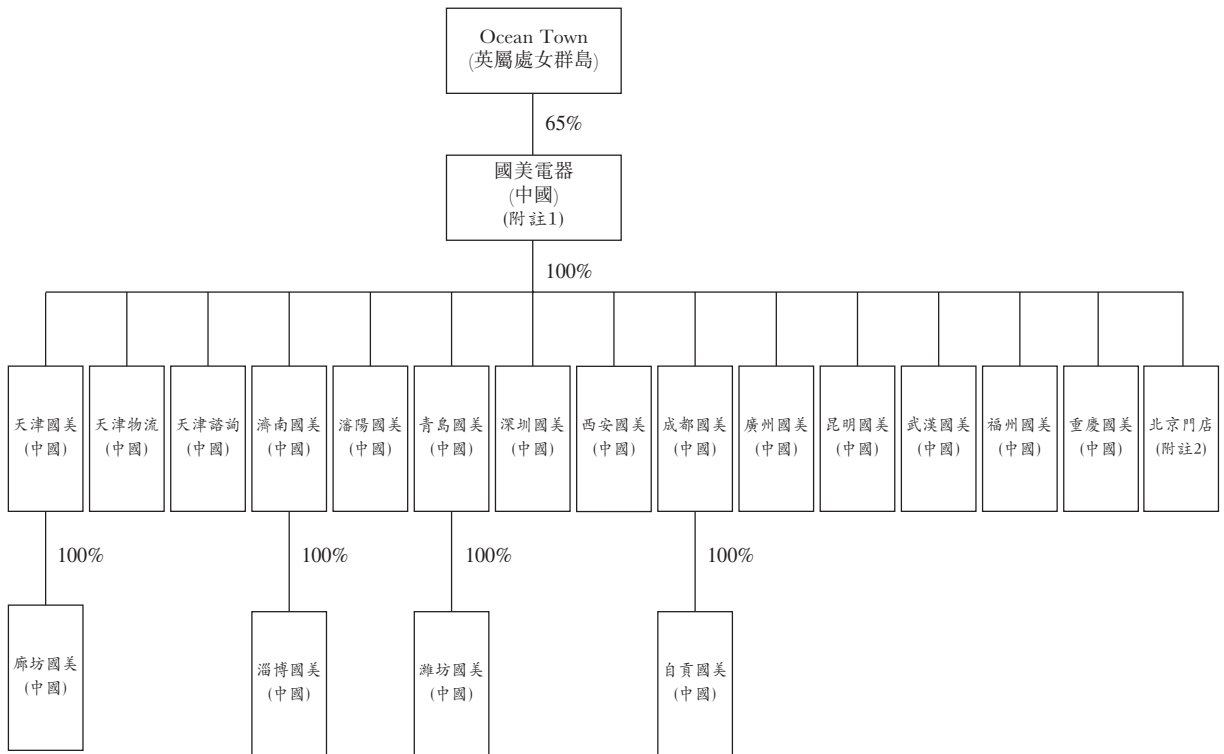 Ocean Town
(英屬處女群島)
65%
國美電器
(中國)
(附註1)
100%
天津國美
(中國)
天津物流
(中國)
天津諮詢
(中國)
濟南國美
(中國)
瀋陽國美
(中國)
青島國美
(中國)
深圳國美
(中國)
西安國美
(中國)
成都國美
(中國)
廣州國美
(中國)
昆明國美
(中國)
武漢國美
(中國)
福州國美
(中國)
重慶國美
(中國)
北京門店
(附註2)
100%
100%
100%
100%
廊坊國美
(中國)
淄博國美
(中國)
濰坊國美
(中國)
自貢國美
(中國)